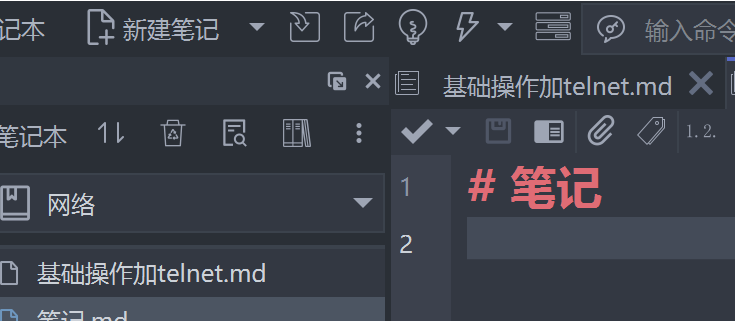 记本 新建笔记 输入命令
基础操作加telnet.md
笔记本 1.2.
网络
1 # 笔记
2
基础操作加telnet.md
笔记.md